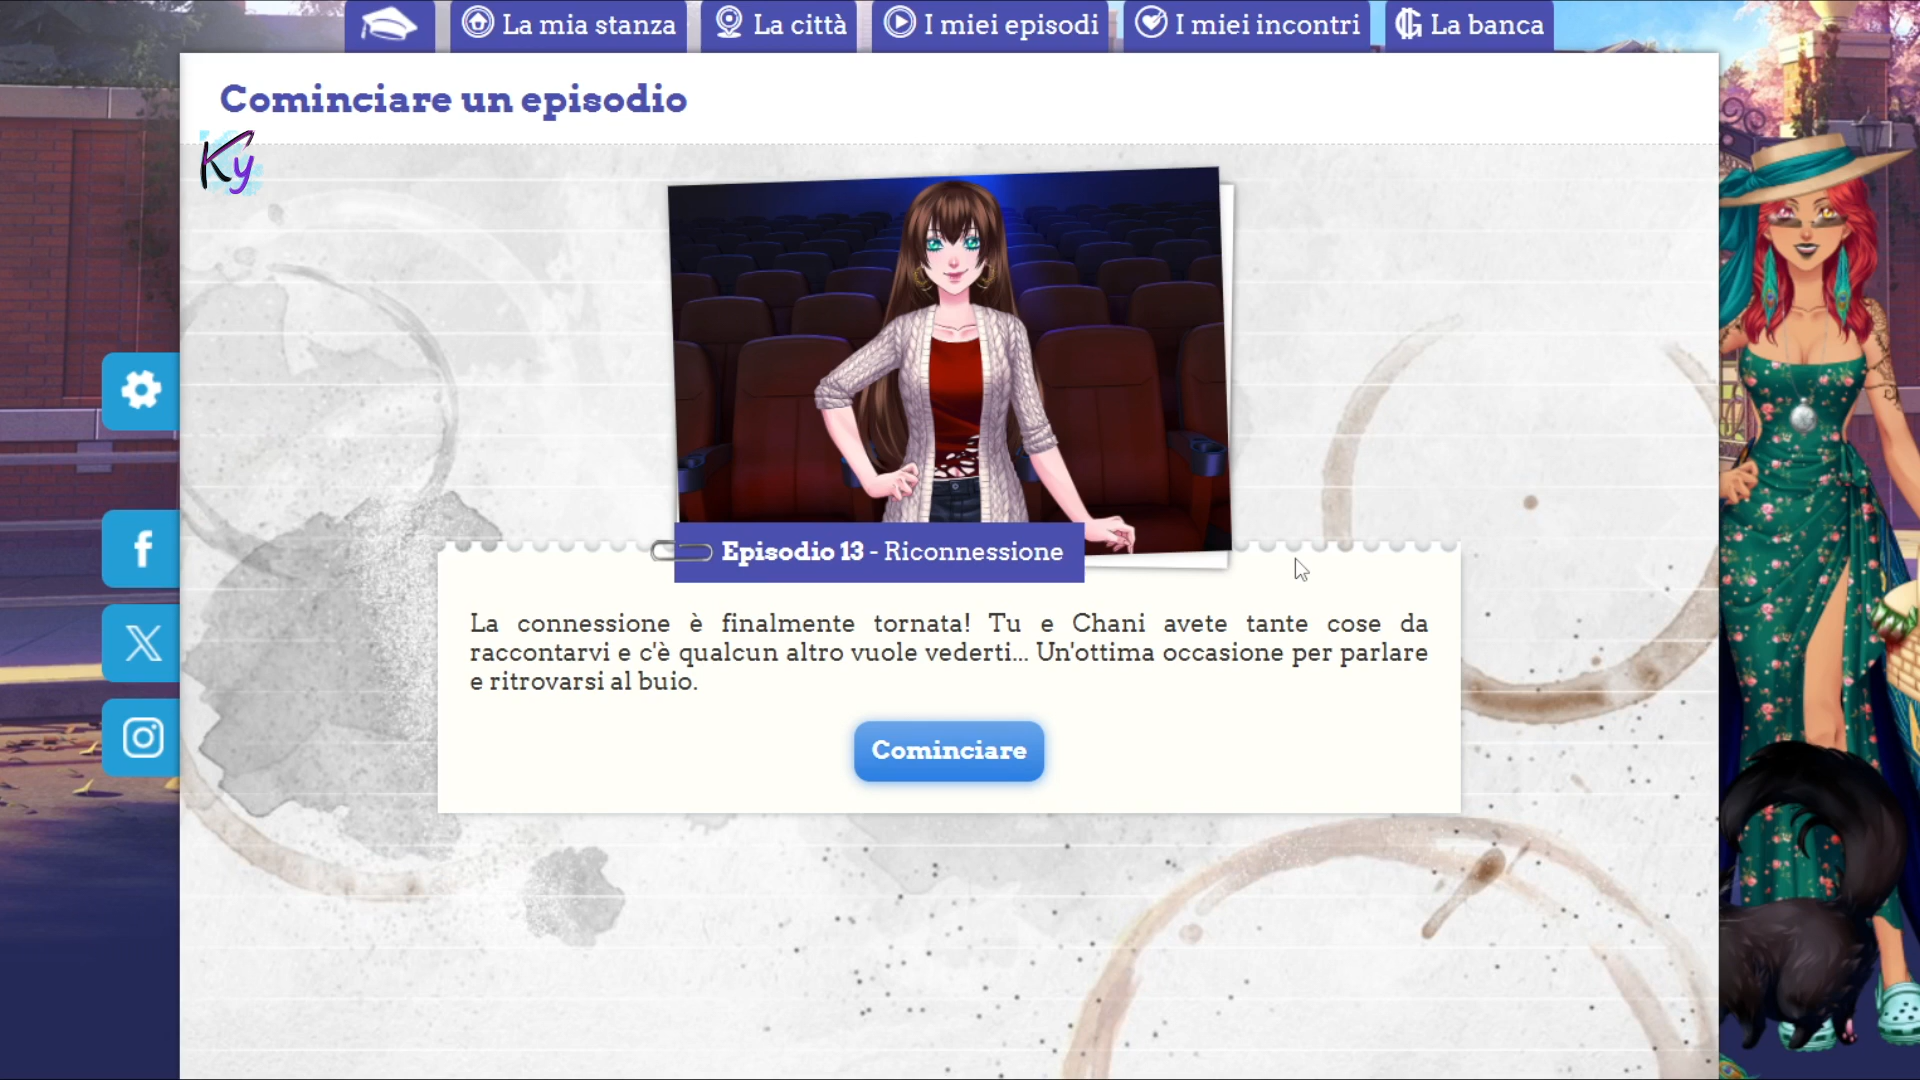 La mia stanza
La città
I miei episodi
I miei incontri
La banca
Cominciare un episodio
Ky
Episodio 13 - Riconnessione
La connessione è finalmente tornata! Tu e Chani avete tante cose da
raccontarvi e c'è qualcun altro vuole vederti... Un'ottima occasione per parlare
e ritrovarsi al buio.
Cominciare